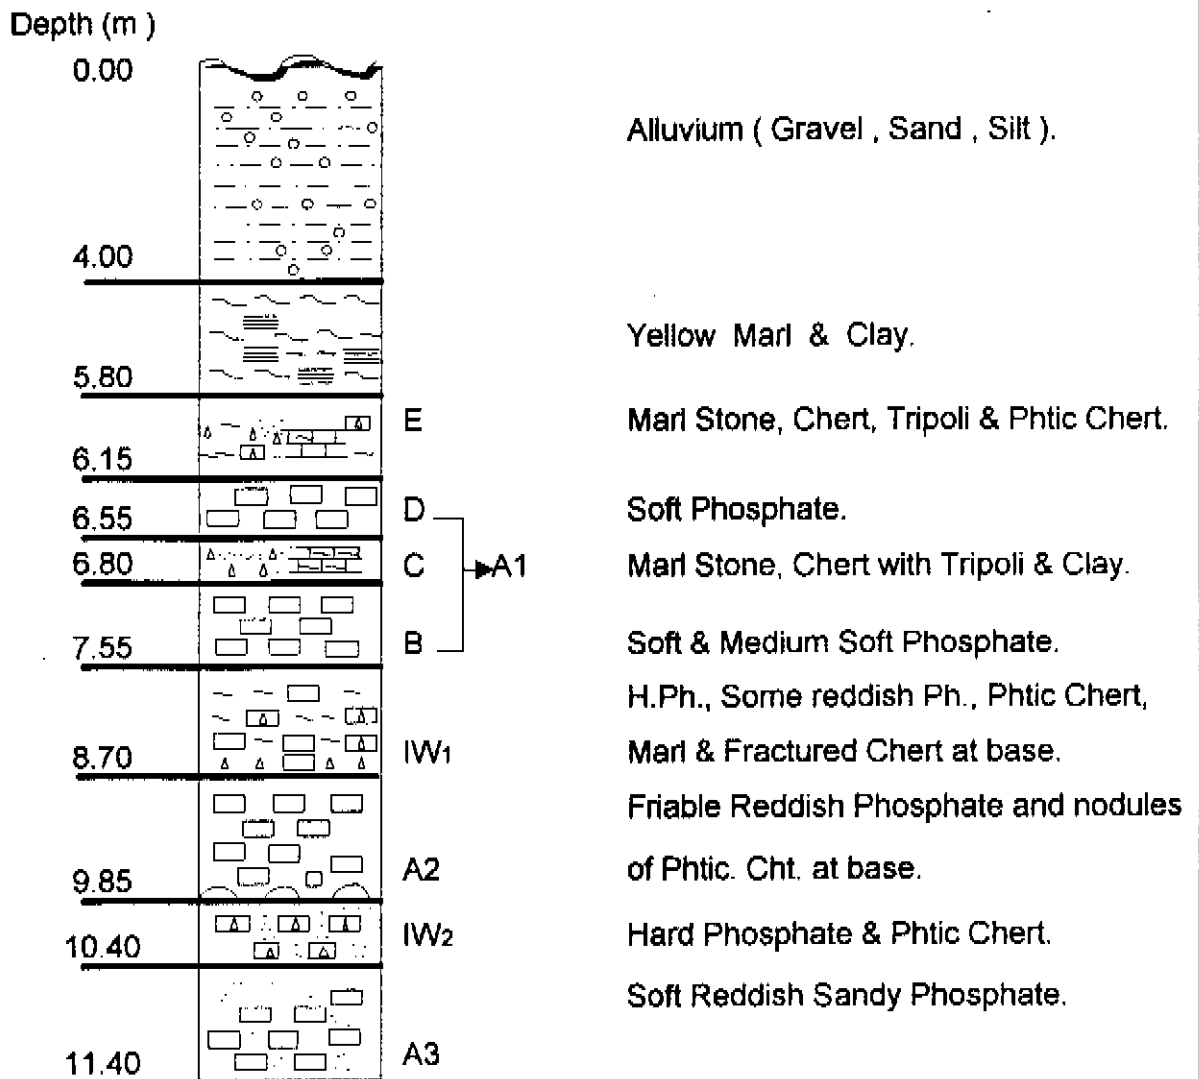 Depth (m )
0.00
Alluvium ( Gravel , Sand , Silt ).
4.00
Yellow Marl & Clay.
5.80
E Marl Stone, Chert, Tripoli & Phtic Chert.
6.15
D Soft Phosphate.
6.55
A1
C Marl Stone, Chert with Tripoli & Clay.
6.80
B Soft & Medium Soft Phosphate.
7.55
H.Ph., Some reddish Ph., Phtic Chert,
8.70 IW1 Marl & Fractured Chert at base.
Friable Reddish Phosphate and nodules
9.85 A2 of Phtic. Cht. at base.
10.40 IW2 Hard Phosphate & Phtic Chert.
Soft Reddish Sandy Phosphate.
11.40 A3